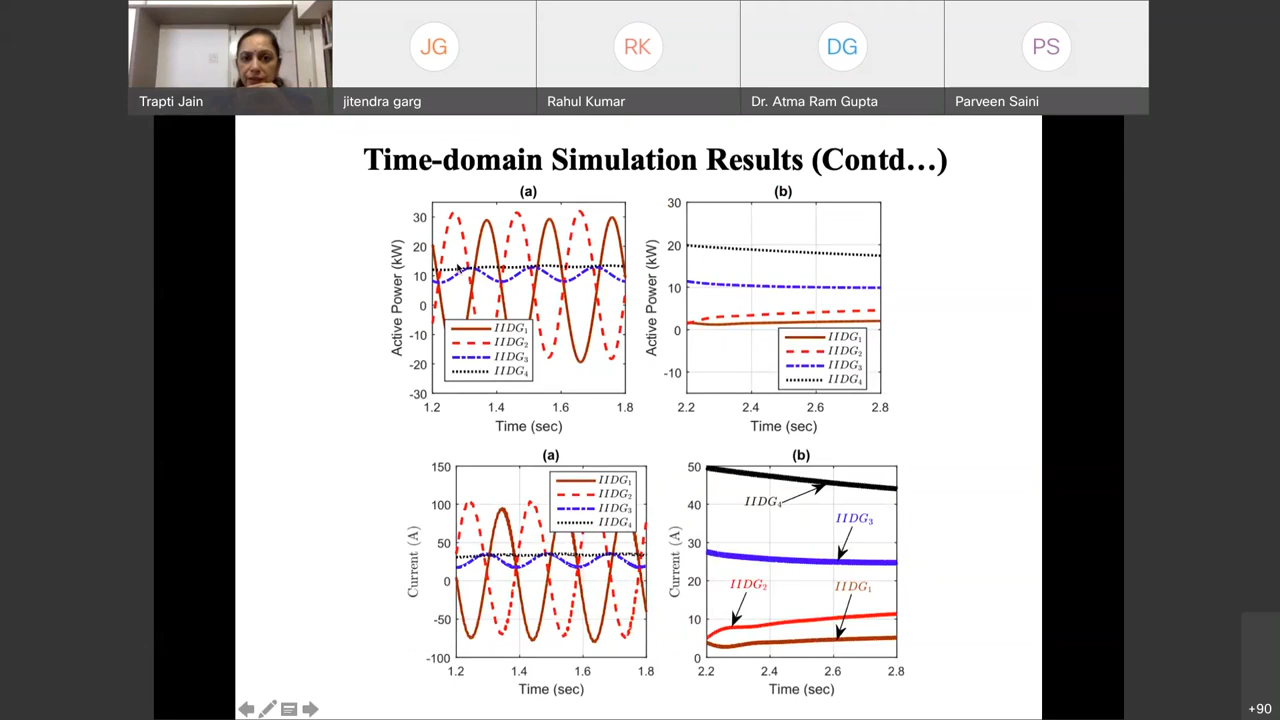 JG
RK
DG
PS
Trapti Jain
jitendra garg
Rahul Kumar
Dr. Atma Ram Gupta
Parveen Saini
Time-domain Simulation Results (Contd…)
(a)
30
20
10
0
-10
-20
-30
Active Power (kW)
IIDG1
IIDG2
IIDG3
IIDG4
1.2
1.4
1.6
1.8
Time (sec)
(b)
30
20
10
0
-10
Active Power (kW)
IIDG1
IIDG2
IIDG3
IIDG4
2.2
2.4
2.6
2.8
Time (sec)
(a)
150
100
50
0
-50
-100
Current (A)
IIDG1
IIDG2
IIDG3
IIDG4
1.2
1.4
1.6
1.8
Time (sec)
(b)
50
40
30
20
10
0
Current (A)
IIDG4
IIDG3
IIDG2
IIDG1
2.2
2.4
2.6
2.8
Time (sec)
+90